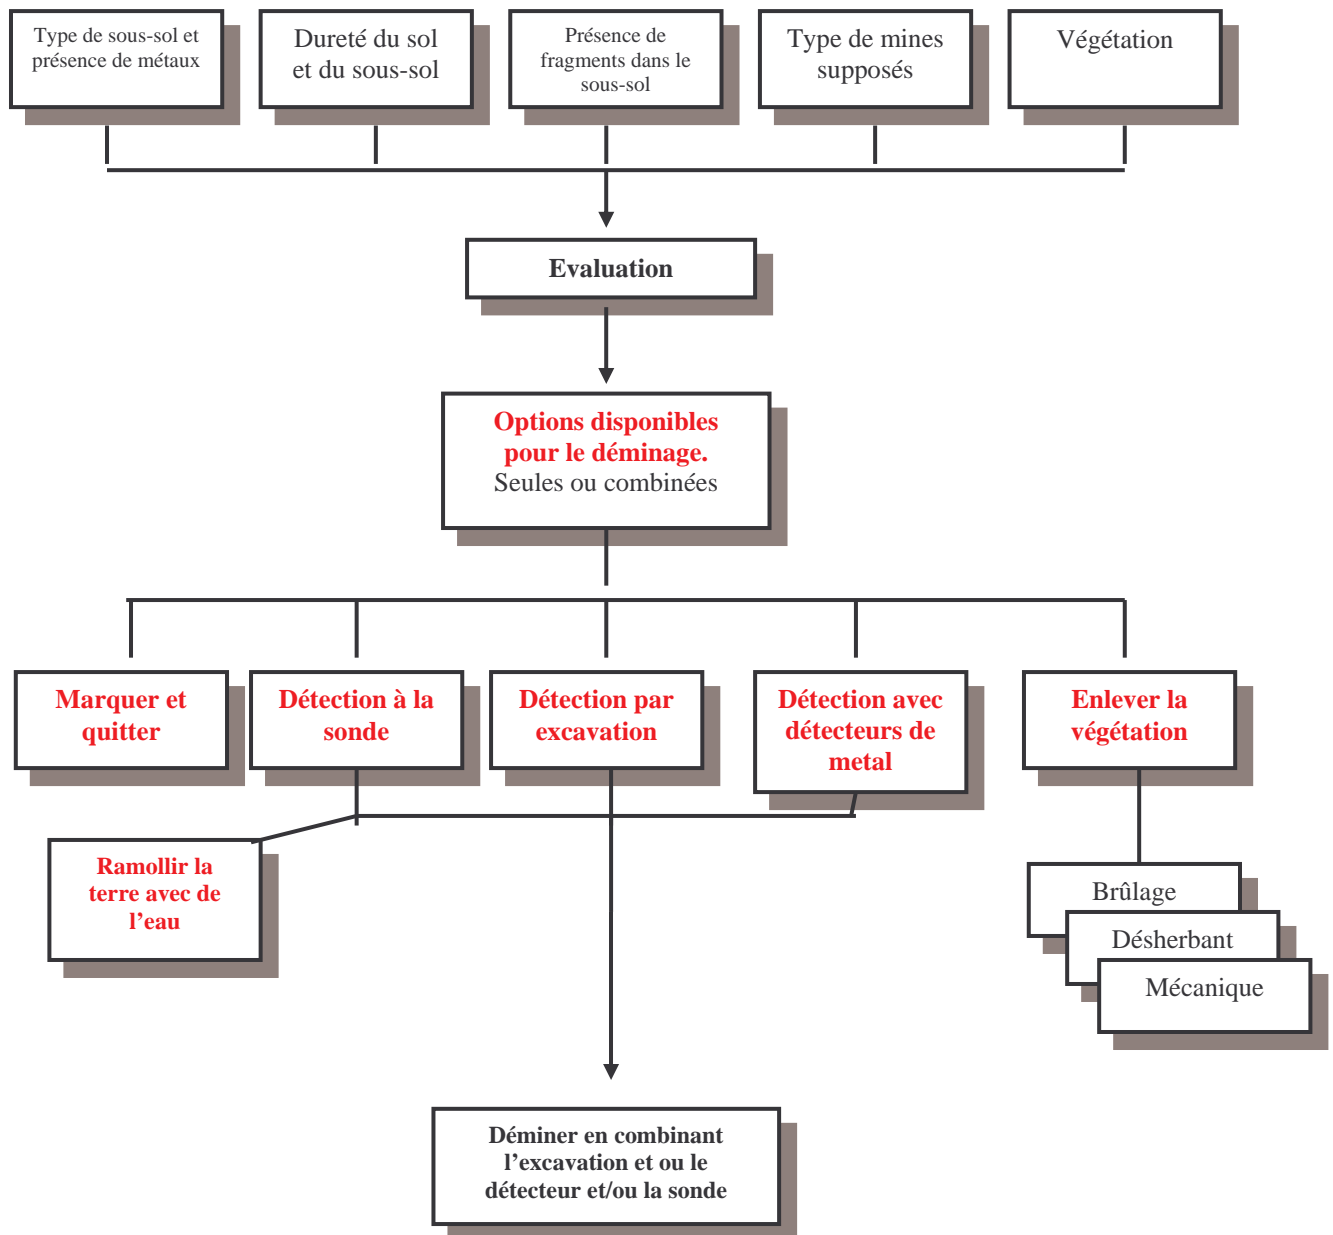 Type de sous-sol et
présence de métaux
Dureté du sol
et du sous-sol
Présence de
fragments dans le
sous-sol
Type de mines
supposés
Végétation
Evaluation
Options disponibles
pour le déminage.
Seules ou combinées
Marquer et
quitter
Détection à la
sonde
Détection par
excavation
Détection avec
détecteurs de
metal
Enlever la
végétation
Ramollir la
terre avec de
l’eau
Brûlage
Désherbant
Mécanique
Déminer en combinant
l’excavation et ou le
détecteur et/ou la sonde